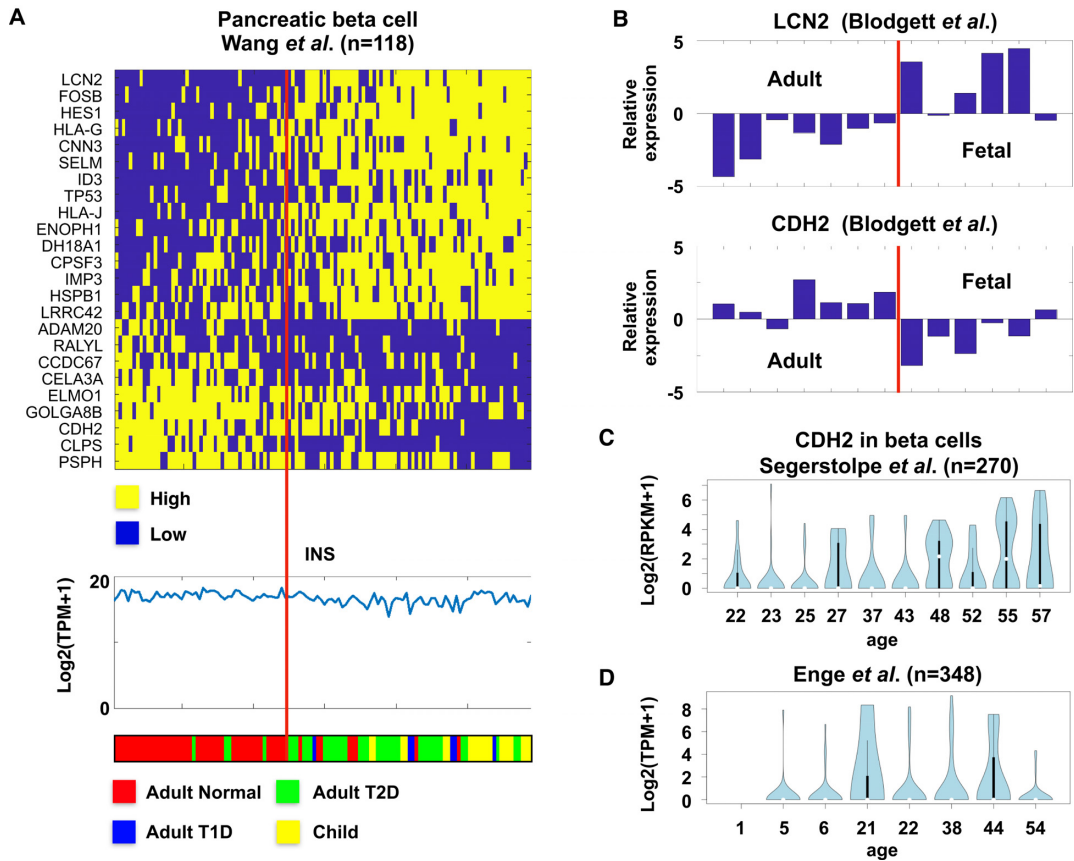 A
Pancreatic beta cell
Wang et al. (n=118)
LCN2
FOSB
HES1
HLA-G
CNN3
SELM
ID3
TP53
HLA-J
ENOPH1
DH18A1
CPSF3
IMP3
HSPB1
LRRC42
ADAM20
RALYL
CCDC67
CELA3A
ELMO1
GOLGA8B
CDH2
CLPS
PSPH
High
Low
INS
Log2(TPM+1)
20
0
Adult Normal
Adult T2D
Adult T1D
Child
B
LCN2 (Blodgett et al.)
Relative
expression
5
0
-5
Adult
Fetal
CDH2 (Blodgett et al.)
Relative
expression
5
0
-5
Adult
Fetal
C
CDH2 in beta cells
Segerstolpe et al. (n=270)
Log2(RPKM+1)
6
4
2
0
22 23 25 27 37 43 48 52 55 57
age
D
Enge et al. (n=348)
Log2(TPM+1)
8
6
4
2
0
1 5 6 21 22 38 44 54
age